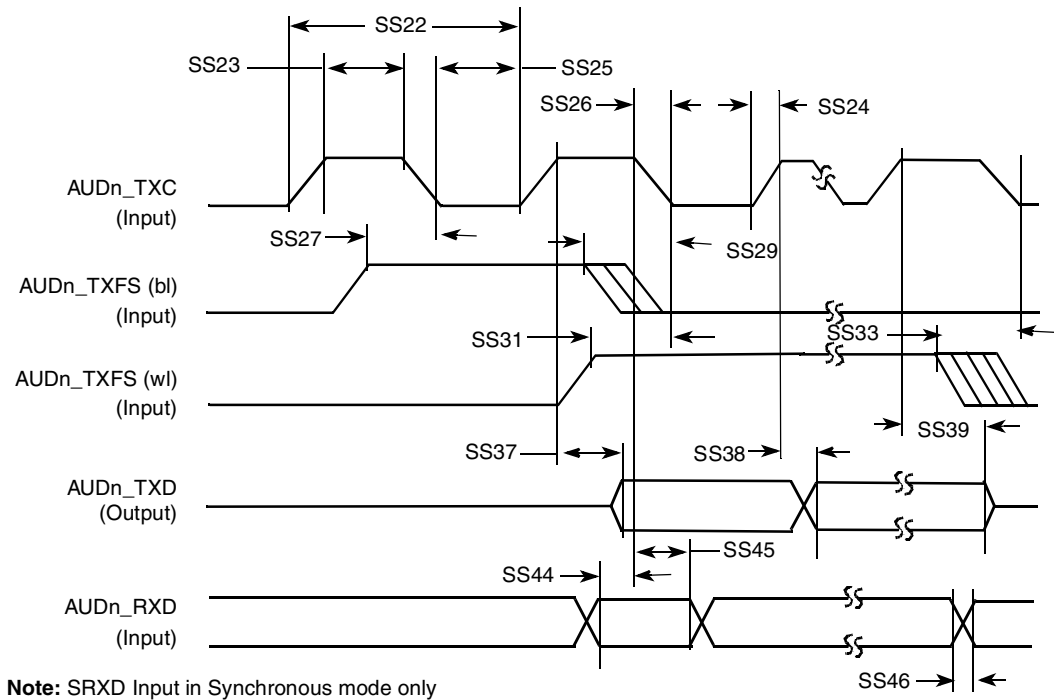 SS22
SS23
SS25
SS26
SS24
AUDn_TXC
(Input)
SS27
SS29
AUDn_TXFS (bl)
(Input)
SS31
SS33
AUDn_TXFS (wl)
(Input)
SS39
SS37
SS38
AUDn_TXD
(Output)
SS45
SS44
AUDn_RXD
(Input)
SS46
Note: SRXD Input in Synchronous mode only